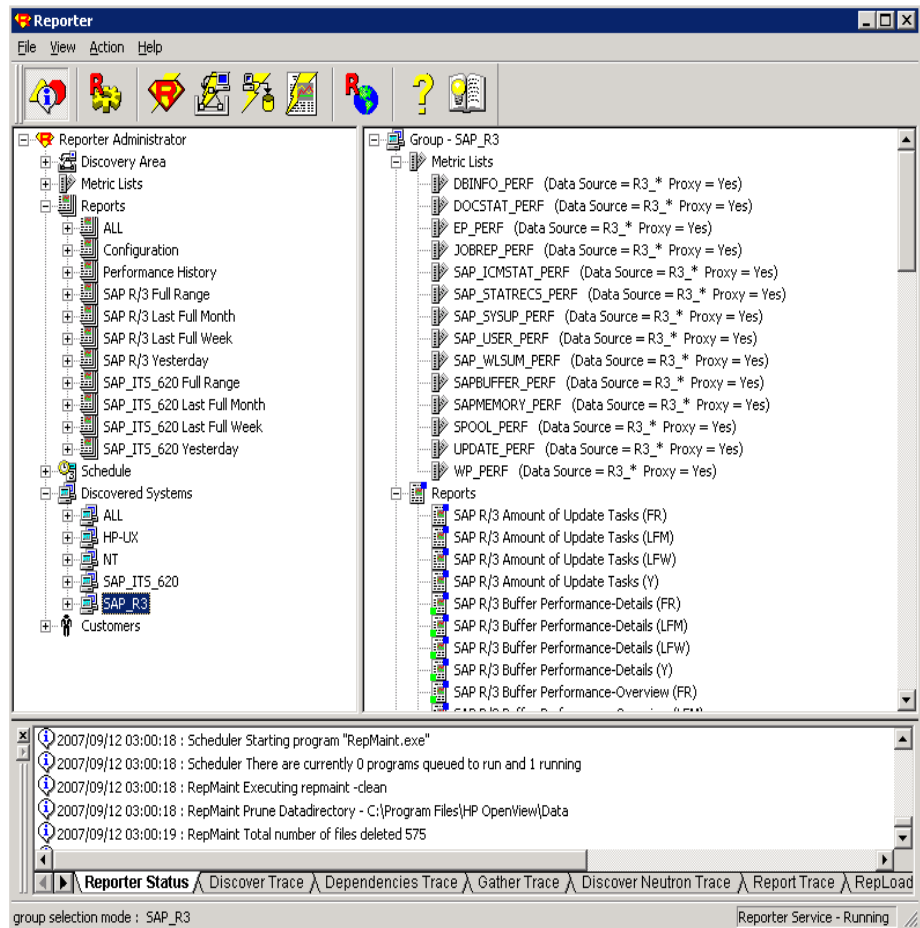 Reporter
File View Action Help
Reporter Administrator
Discovery Area
Metric Lists
Reports
ALL
Configuration
Performance History
SAP R/3 Full Range
SAP R/3 Last Full Month
SAP R/3 Last Full Week
SAP R/3 Yesterday
SAP_ITS_620 Full Range
SAP_ITS_620 Last Full Month
SAP_ITS_620 Last Full Week
SAP_ITS_620 Yesterday
Schedule
Discovered Systems
ALL
HP-UX
NT
SAP_ITS_620
SAP_R3
Customers
Group - SAP_R3
Metric Lists
DBINFO_PERF (Data Source = R3_* Proxy = Yes)
DOCSTAT_PERF (Data Source = R3_* Proxy = Yes)
EP_PERF (Data Source = R3_* Proxy = Yes)
JOBREP_PERF (Data Source = R3_* Proxy = Yes)
SAP_ICMSTAT_PERF (Data Source = R3_* Proxy = Yes)
SAP_STATRECS_PERF (Data Source = R3_* Proxy = Yes)
SAP_SYSUP_PERF (Data Source = R3_* Proxy = Yes)
SAP_USER_PERF (Data Source = R3_* Proxy = Yes)
SAP_WLSUM_PERF (Data Source = R3_* Proxy = Yes)
SAPBUFFER_PERF (Data Source = R3_* Proxy = Yes)
SAPMEMORY_PERF (Data Source = R3_* Proxy = Yes)
SPOOL_PERF (Data Source = R3_* Proxy = Yes)
UPDATE_PERF (Data Source = R3_* Proxy = Yes)
WP_PERF (Data Source = R3_* Proxy = Yes)
Reports
SAP R/3 Amount of Update Tasks (FR)
SAP R/3 Amount of Update Tasks (LFM)
SAP R/3 Amount of Update Tasks (LFW)
SAP R/3 Amount of Update Tasks (Y)
SAP R/3 Buffer Performance-Details (FR)
SAP R/3 Buffer Performance-Details (LFM)
SAP R/3 Buffer Performance-Details (LFW)
SAP R/3 Buffer Performance-Details (Y)
SAP R/3 Buffer Performance-Overview (FR)
2007/09/12 03:00:18 : Scheduler Starting program "RepMaint.exe"
2007/09/12 03:00:18 : Scheduler There are currently 0 programs queued to run and 1 running
2007/09/12 03:00:18 : RepMaint Executing repmaint -clean
2007/09/12 03:00:18 : RepMaint Prune Datadirectory - C:\Program Files\HP OpenView\Data
2007/09/12 03:00:19 : RepMaint Total number of files deleted 575
Reporter Status Discover Trace Dependencies Trace Gather Trace Discover Neutron Trace Report Trace RepLoad
group selection mode : SAP_R3 Reporter Service - Running